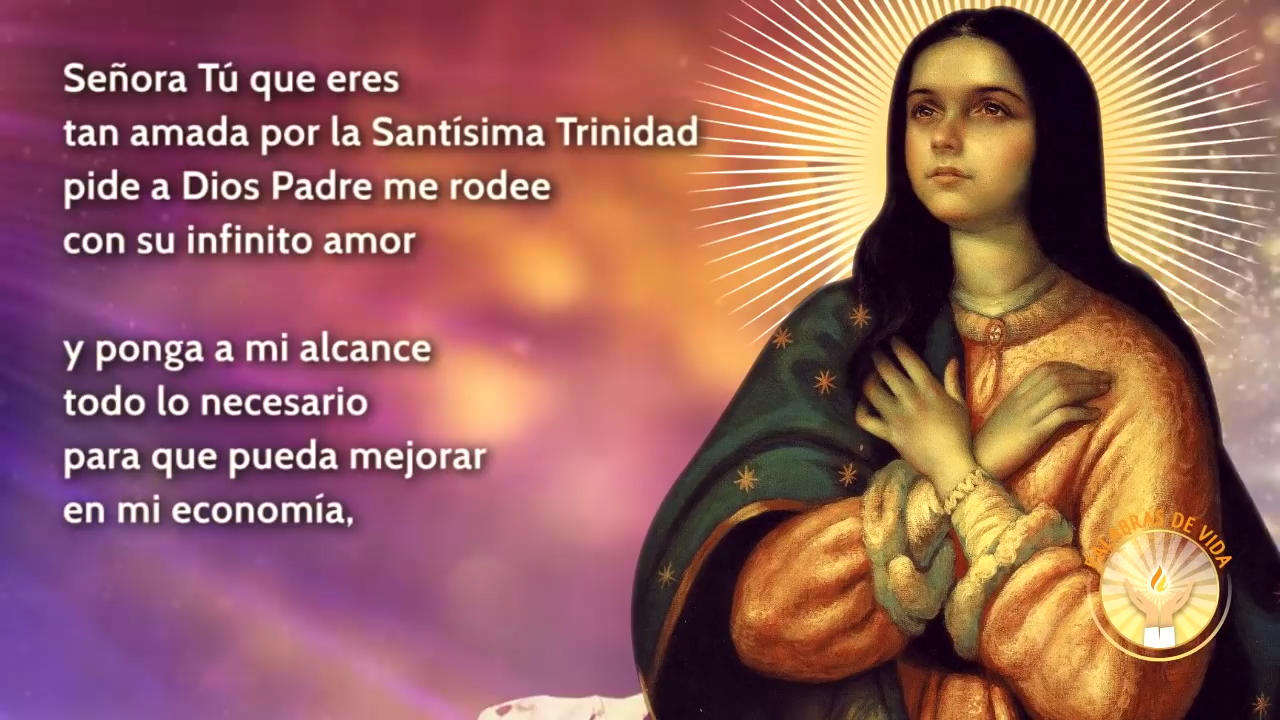 Señora Tú que eres
tan amada por la Santísima Trinidad
pide a Dios Padre me rodee
con su infinito amor
y ponga a mi alcance
todo lo necesario
para que pueda mejorar
en mi economía,
PALABRAS DE VIDA